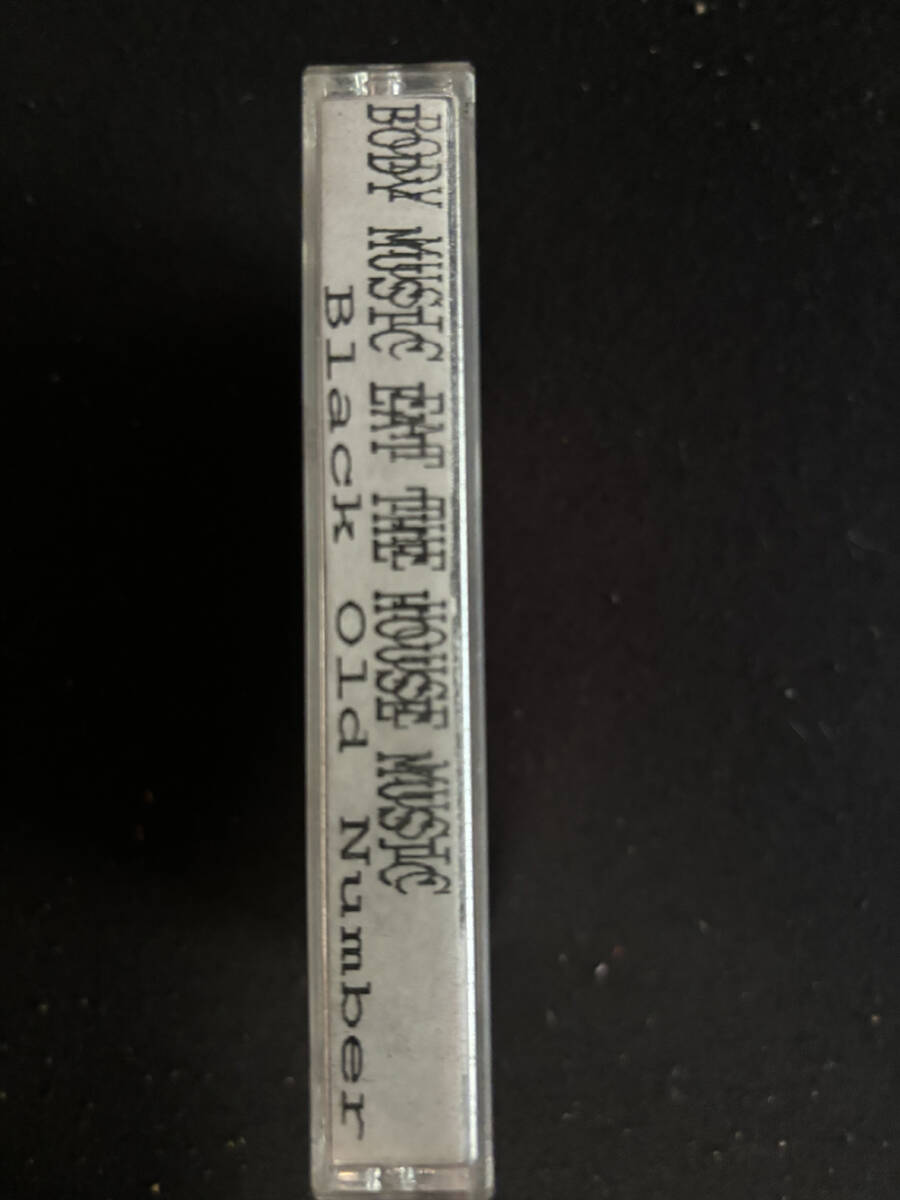 BODY MUSIC EAT THE HOUSE MUSIC
Black Old Number